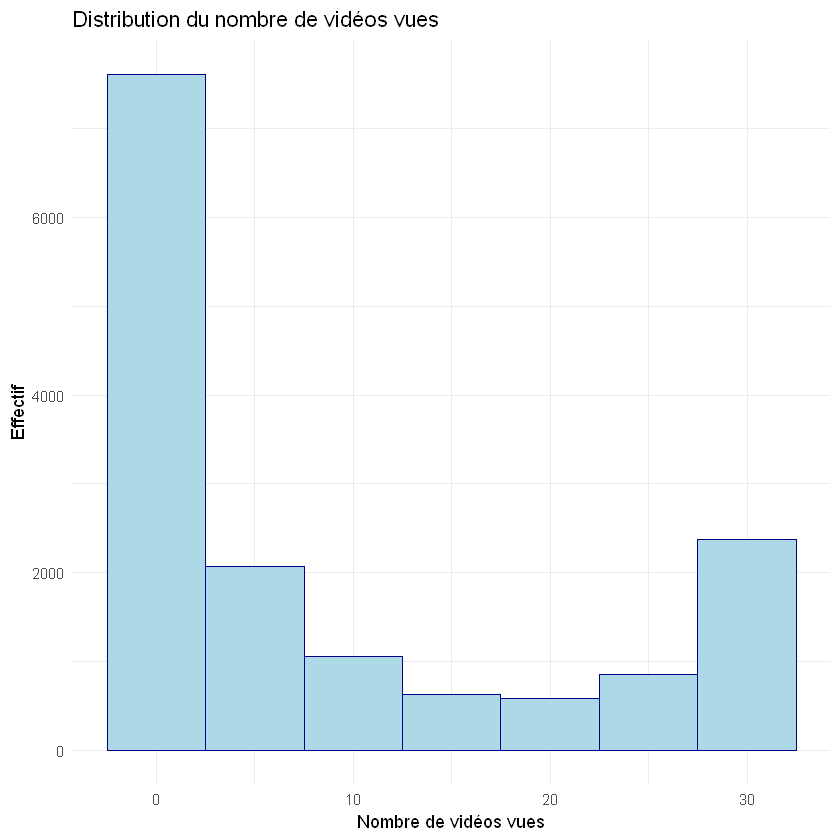 Distribution du nombre de vidéos vues
6000
4000
2000
0
Effectif
0 10 20 30
Nombre de vidéos vues